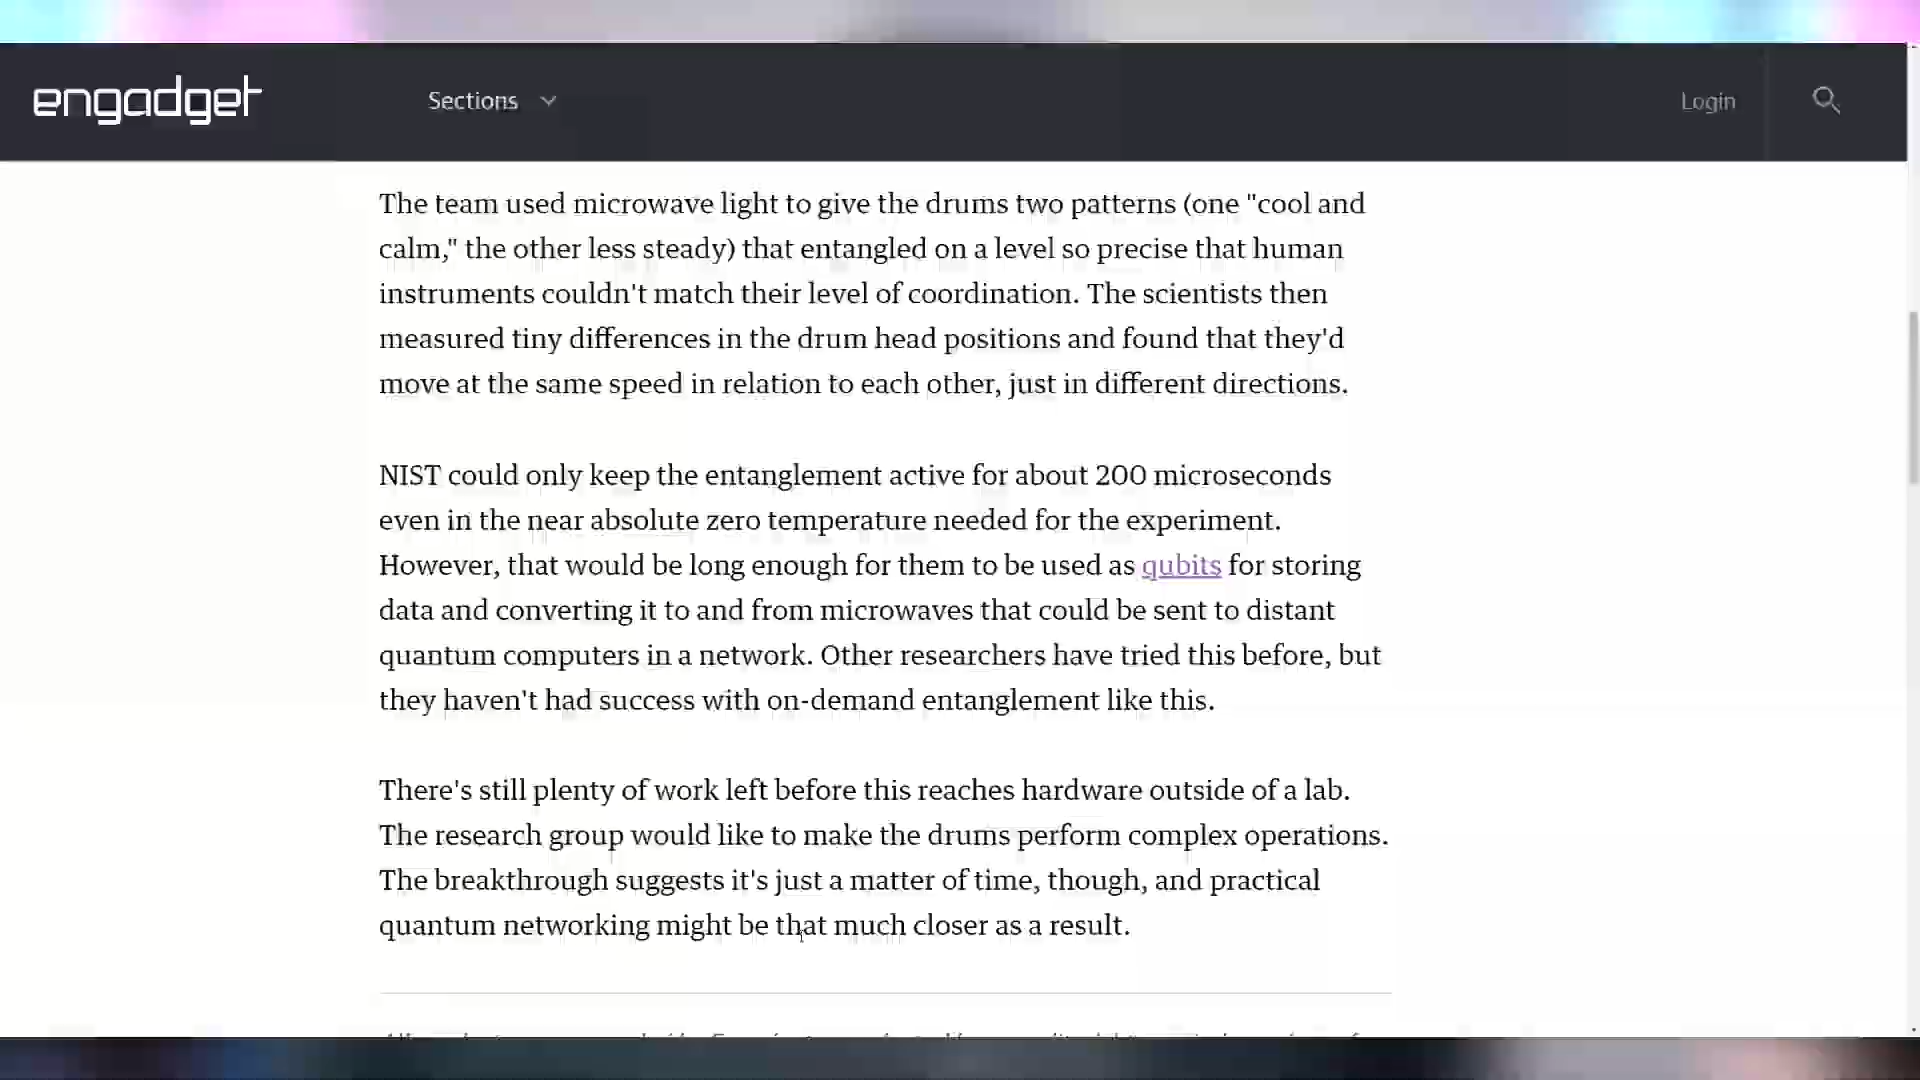 engadget
Sections
Login
The team used microwave light to give the drums two patterns (one "cool and
calm," the other less steady) that entangled on a level so precise that human
instruments couldn't match their level of coordination. The scientists then
measured tiny differences in the drum head positions and found that they'd
move at the same speed in relation to each other, just in different directions.
NIST could only keep the entanglement active for about 200 microseconds
even in the near absolute zero temperature needed for the experiment.
However, that would be long enough for them to be used as qubits for storing
data and converting it to and from microwaves that could be sent to distant
quantum computers in a network. Other researchers have tried this before, but
they haven't had success with on-demand entanglement like this.
There's still plenty of work left before this reaches hardware outside of a lab.
The research group would like to make the drums perform complex operations.
The breakthrough suggests it's just a matter of time, though, and practical
quantum networking might be that much closer as a result.